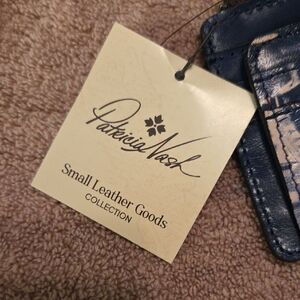 Patricia Nash
Small Leather Goods
COLLECTION